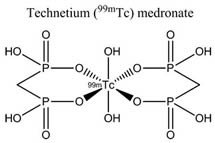 Technetium (99mTc) medronate
O OH O
HO P O O P OH
99mTc
HO P O O P OH
O OH O